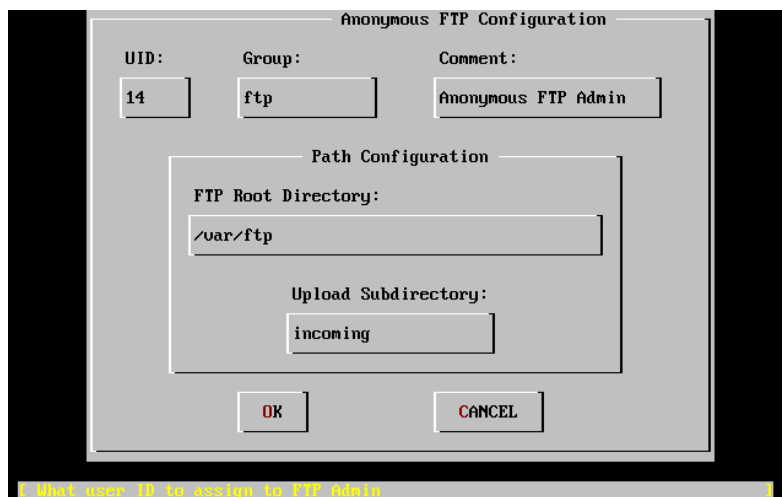 Anonymous FTP Configuration
UID: Group: Comment:
14 ftp Anonymous FTP Admin
Path Configuration
FTP Root Directory:
/var/ftp
Upload Subdirectory:
incoming
OK CANCEL
[ What user ID to assign to FTP Admin ]